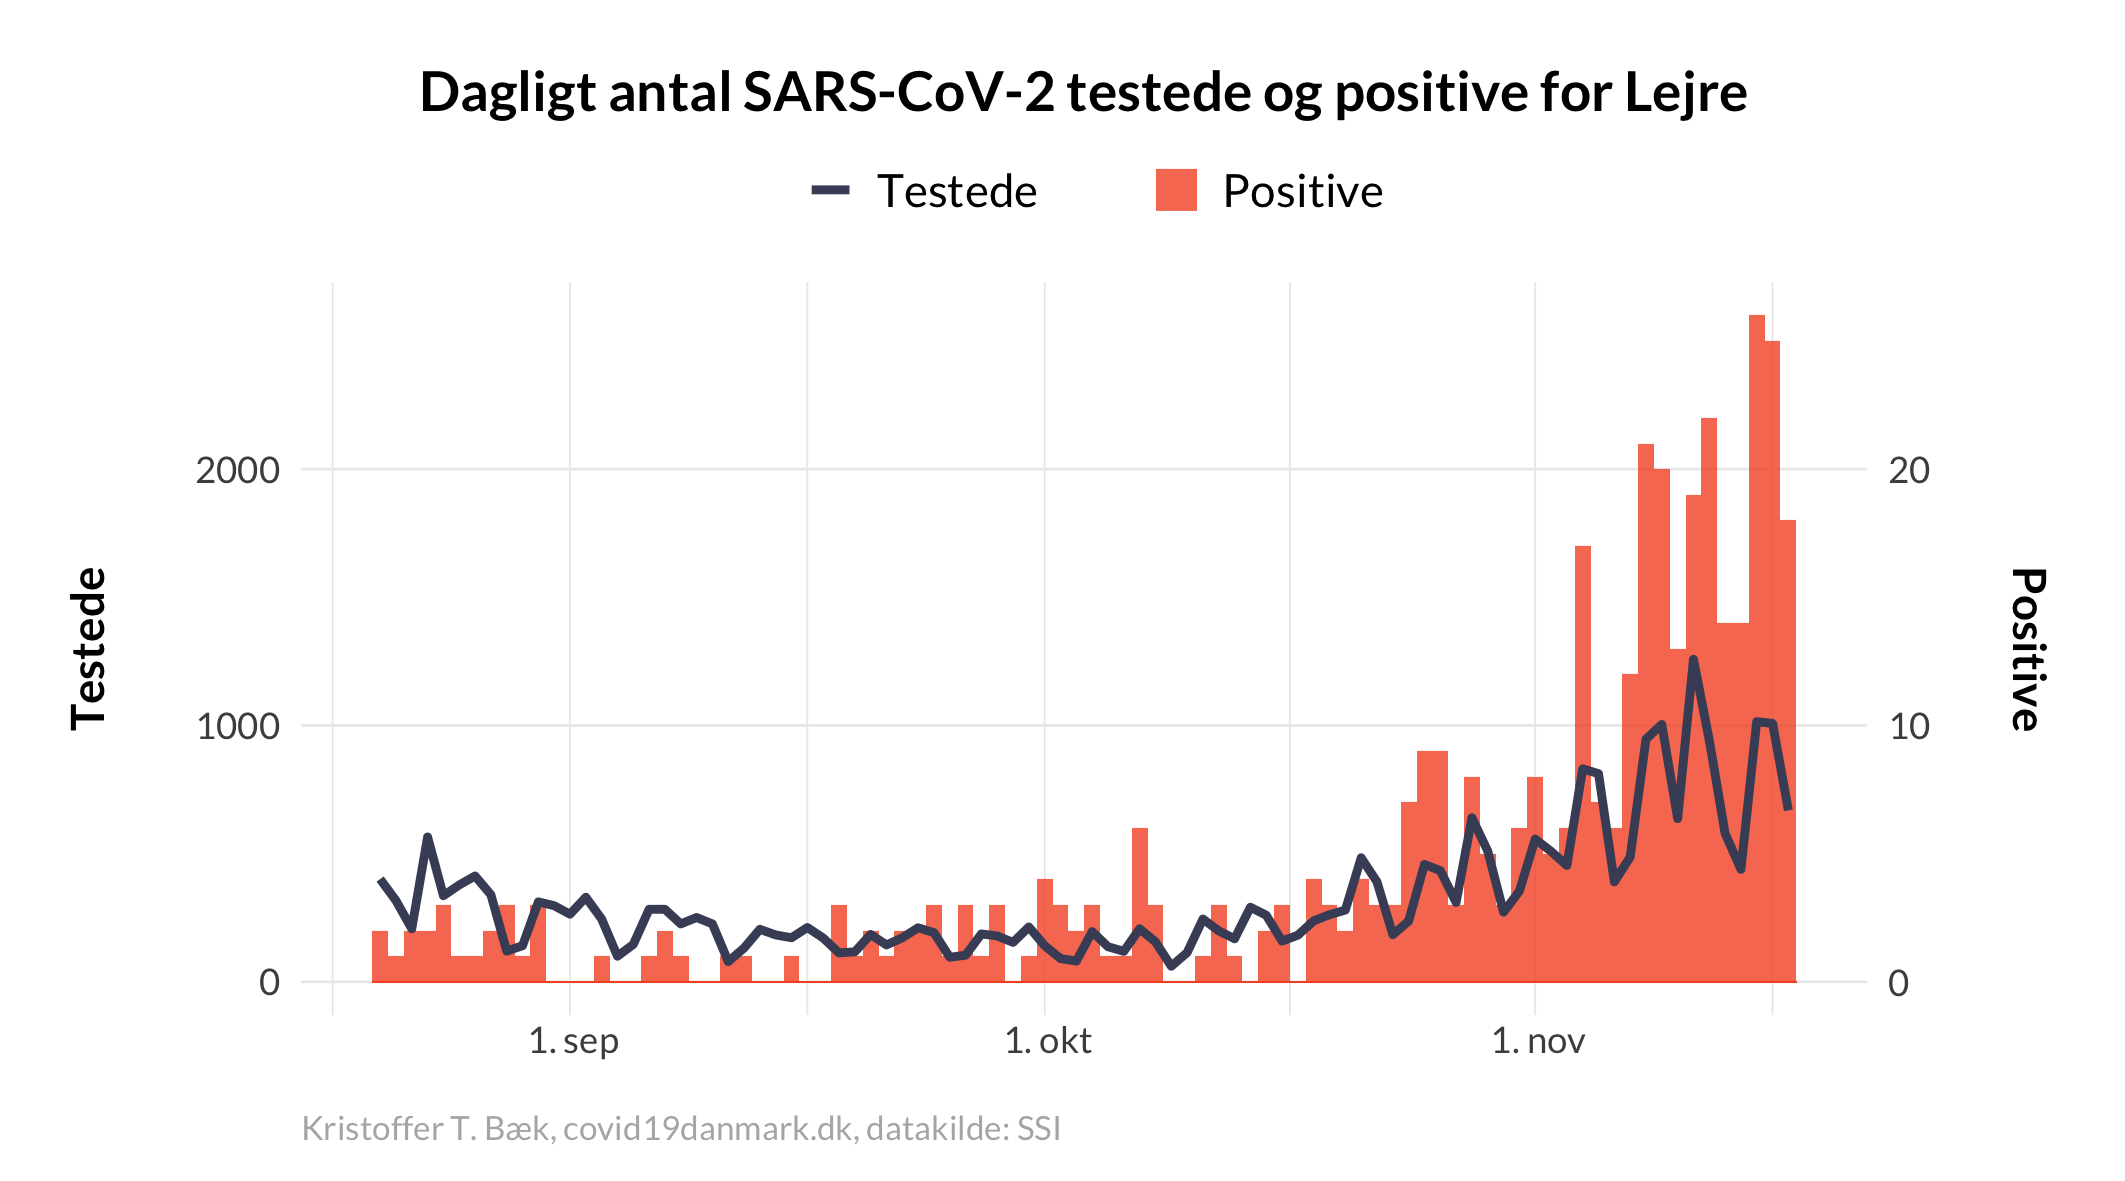 Dagligt antal SARS-CoV-2 testede og positive for Lejre
Testede Positive
2000 20
1000 10
0 0
Testede
Positive
1. sep 1. okt 1. nov
Kristoffer T. Bæk, covid19danmark.dk, datakilde: SSI